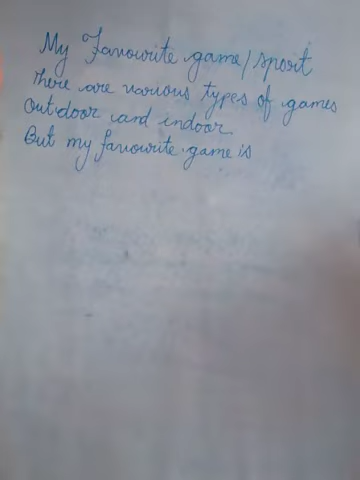 My Favourite game/sport
There are various types of games
Outdoor and indoor.
But my favourite game is